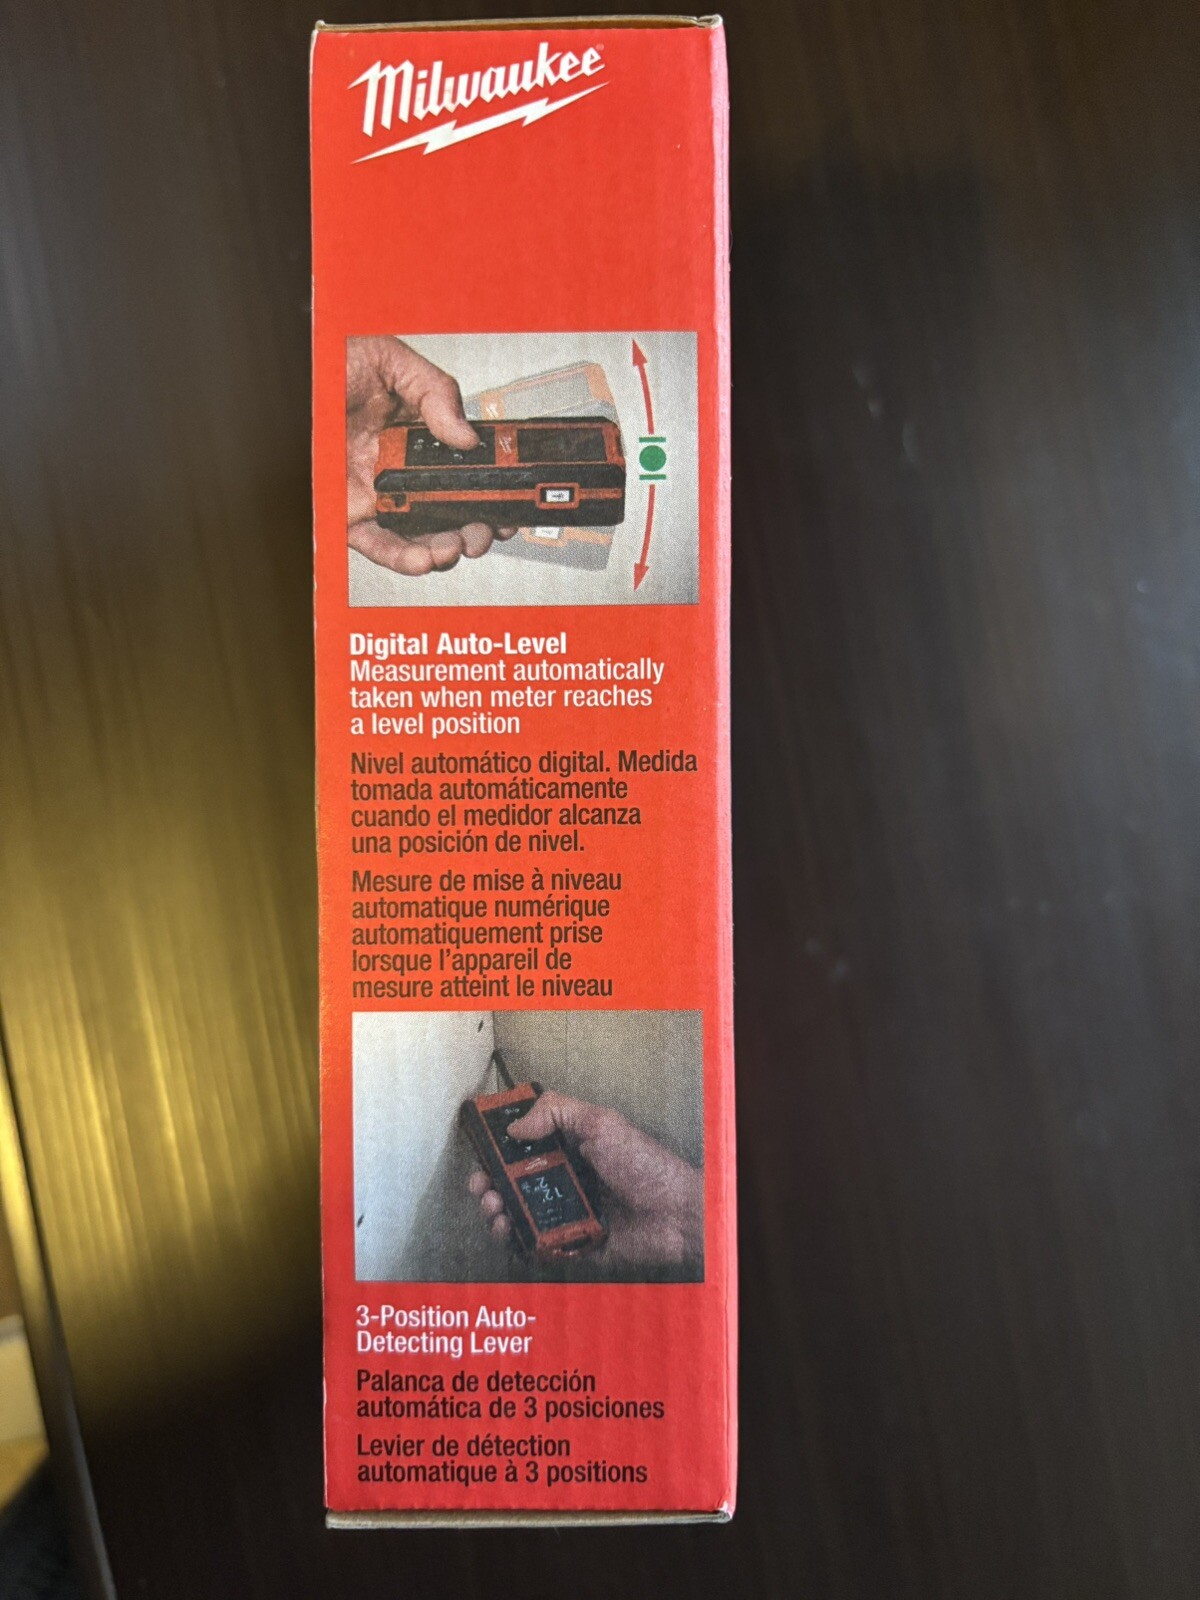 Milwaukee
Digital Auto-Level
Measurement automatically
taken when meter reaches
a level position
Nivel automático digital. Medida
tomada automáticamente
cuando el medidor alcanza
una posición de nivel.
Mesure de mise à niveau
automatique numérique
automatiquement prise
lorsque l'appareil de
mesure atteint le niveau
3-Position Auto-
Detecting Lever
Palanca de detección
automática de 3 posiciones
Levier de détection
automatique à 3 positions